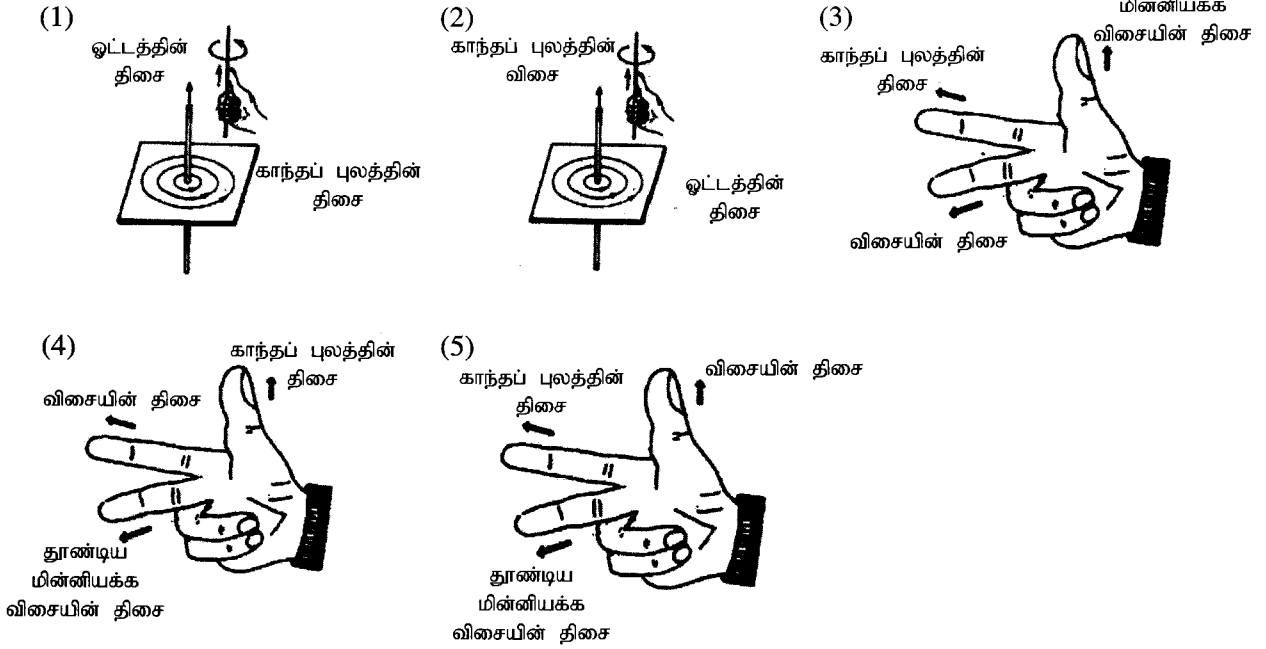 (1)
ஓட்டத்தின்
திசை
காந்தப் புலத்தின்
திசை
(2)
காந்தப் புலத்தின்
விசை
ஓட்டத்தின்
திசை
(3)
மின்னியக்க
விசையின் திசை
காந்தப் புலத்தின்
திசை
விசையின் திசை
(4)
காந்தப் புலத்தின்
திசை
விசையின் திசை
தூண்டிய
மின்னியக்க
விசையின் திசை
(5)
விசையின் திசை
காந்தப் புலத்தின்
திசை
தூண்டிய
மின்னியக்க
விசையின் திசை